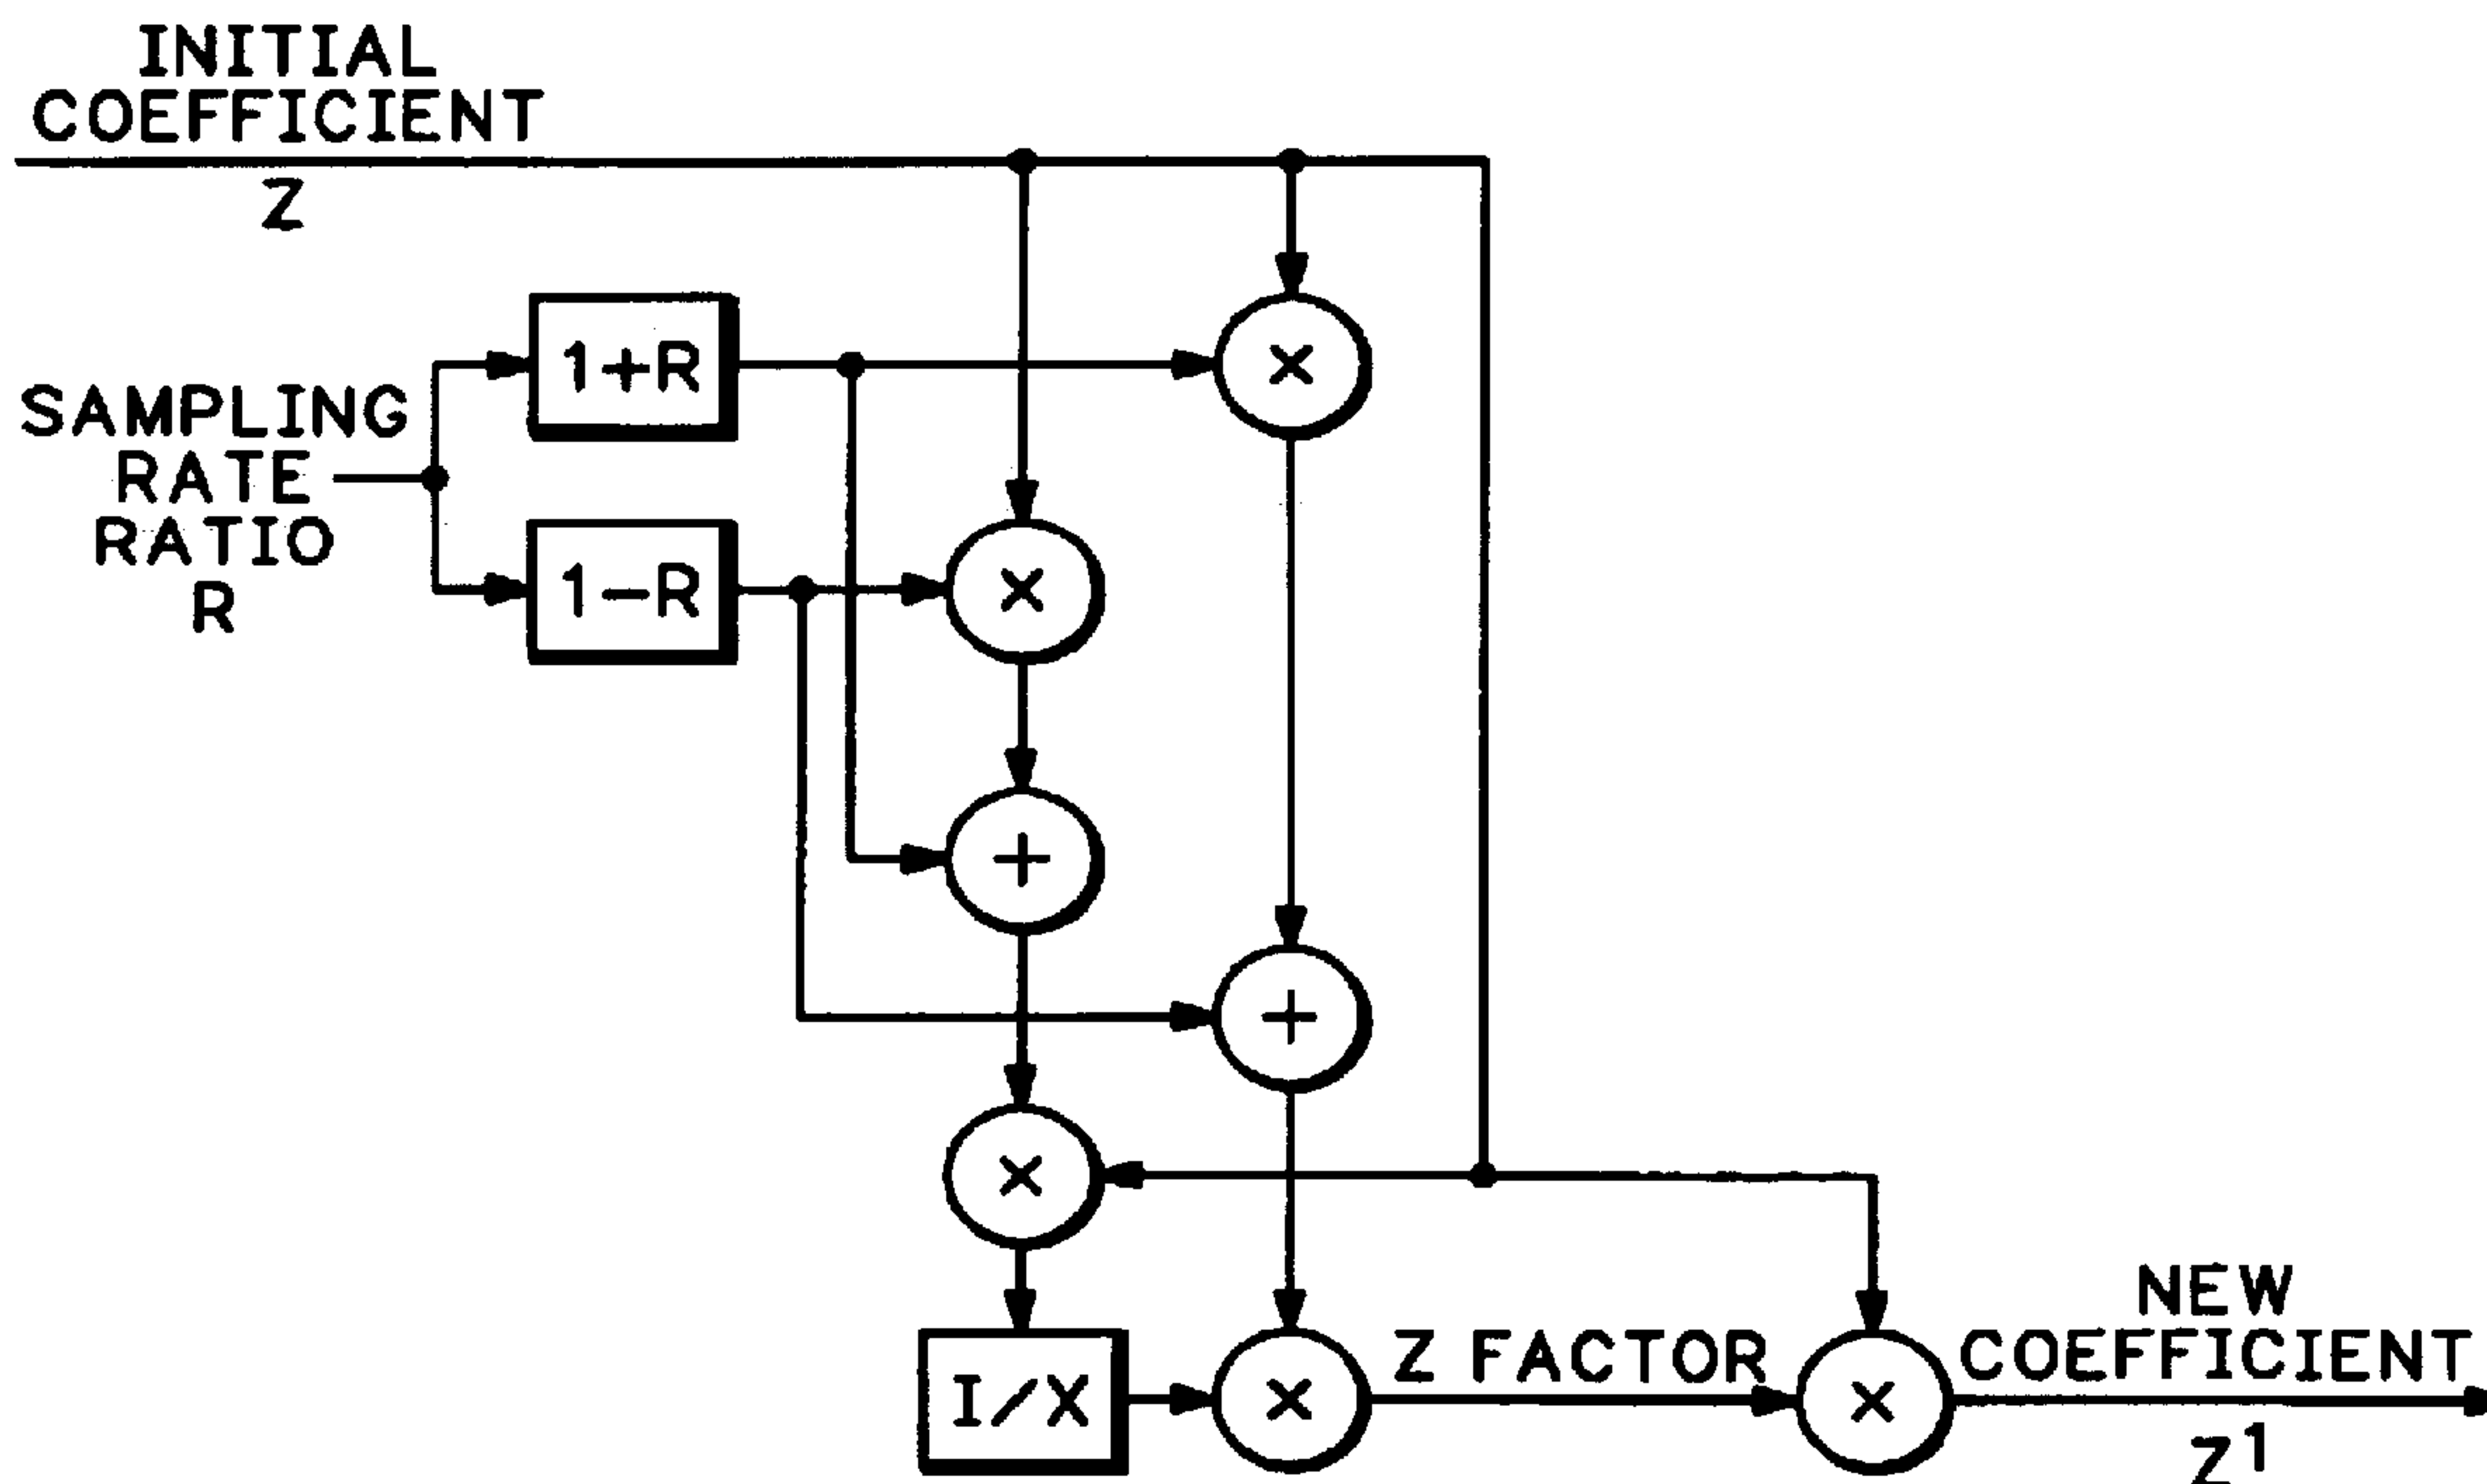 INITIAL
COEFFICIENT
Z
1+R
SAMPLING
RATE
RATIO
R
1-R
×
×
+
+
×
I/X
×
Z FACTOR
×
NEW
COEFFICIENT
Z1